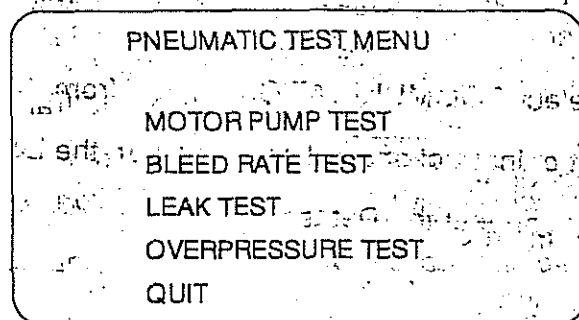 PNEUMATIC TEST MENU
MOTOR PUMP TEST
BLEED RATE TEST
LEAK TEST
OVERPRESSURE TEST
QUIT